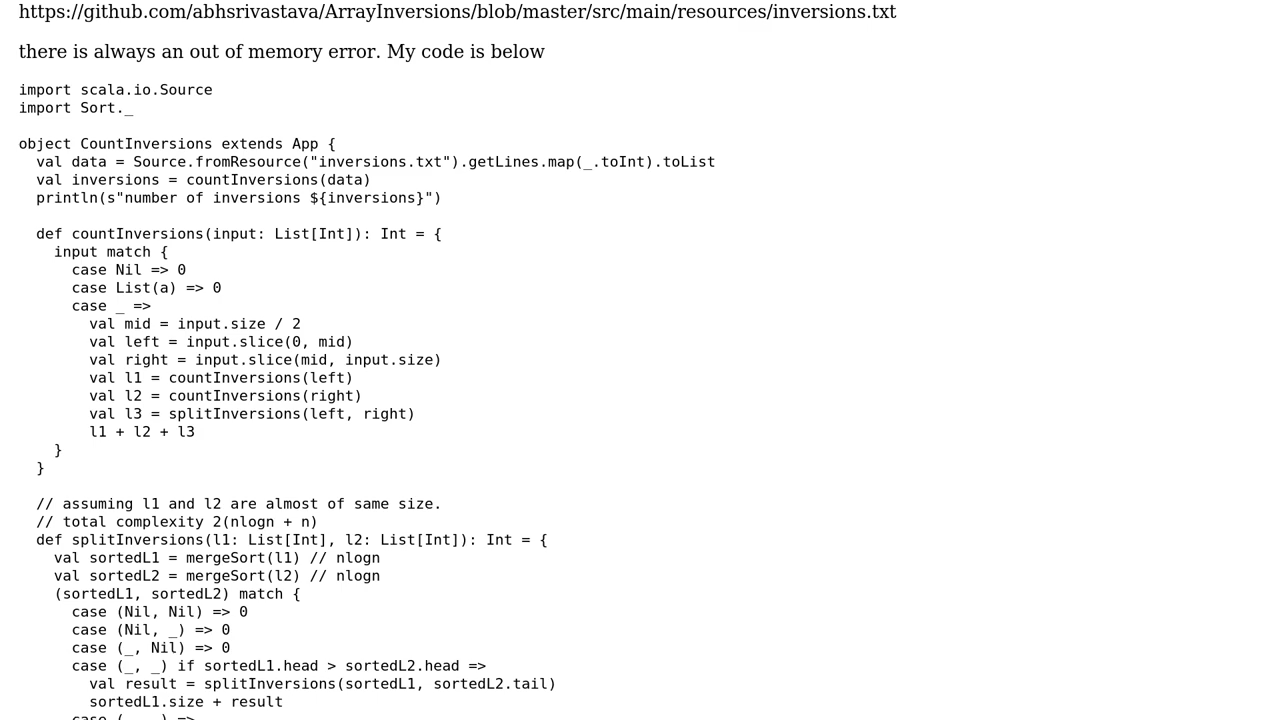 https://github.com/abhsrivastava/ArrayInversions/blob/master/src/main/resources/inversions.txt
there is always an out of memory error. My code is below
import scala.io.Source
import Sort._
object CountInversions extends App {
  val data = Source.fromResource("inversions.txt").getLines.map(_.toInt).toList
  val inversions = countInversions(data)
  println(s"number of inversions ${inversions}")
  def countInversions(input: List[Int]): Int = {
    input match {
      case Nil => 0
      case List(a) => 0
      case _ =>
        val mid = input.size / 2
        val left = input.slice(0, mid)
        val right = input.slice(mid, input.size)
        val l1 = countInversions(left)
        val l2 = countInversions(right)
        val l3 = splitInversions(left, right)
        l1 + l2 + l3
    }
  }
  // assuming l1 and l2 are almost of same size.
  // total complexity 2(nlogn + n)
  def splitInversions(l1: List[Int], l2: List[Int]): Int = {
    val sortedL1 = mergeSort(l1) // nlogn
    val sortedL2 = mergeSort(l2) // nlogn
    (sortedL1, sortedL2) match {
      case (Nil, Nil) => 0
      case (Nil, _) => 0
      case (_, Nil) => 0
      case (_, _) if sortedL1.head > sortedL2.head =>
        val result = splitInversions(sortedL1, sortedL2.tail)
        sortedL1.size + result
      case (_, _) =>